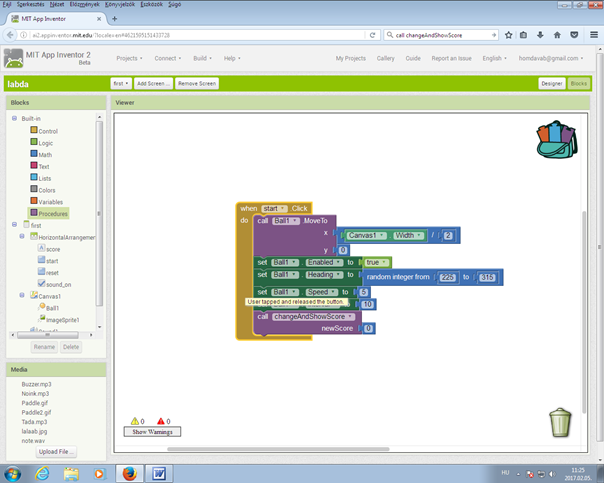 Fájl Szerkesztés Nézet Előzmények Könyvjelzők Eszközök Súgó
MIT App Inventor 2
ai2.appinventor.mit.edu/?locale=en#4621505151433728
call changeAndShowScore
MIT App Inventor 2
Beta
Projects Connect Build Help My Projects Gallery Guide Report an Issue English homdavab@gmail.com
labda first Add Screen ... Remove Screen Designer Blocks
Blocks
Built-in
Control
Logic
Math
Text
Lists
Colors
Variables
Procedures
first
HorizontalArrangeme
score
start
reset
sound_on
Canvas1
Ball1
ImageSprite1
Rename Delete
Media
Buzzer.mp3
Noink.mp3
Paddle.gif
Paddle2.gif
Tada.mp3
lalaab.jpg
note.wav
Upload File ...
Viewer
when start .Click
do call Ball1 .MoveTo
x Canvas1 . Width / 2
y 0
set Ball1 . Enabled to true
set Ball1 . Heading to random integer from 225 to 315
set Ball1 . Speed to 5
User tapped and released the button.
10
call changeAndShowScore
newScore 0
0 0
Show Warnings
HU
11:25
2017.02.05.